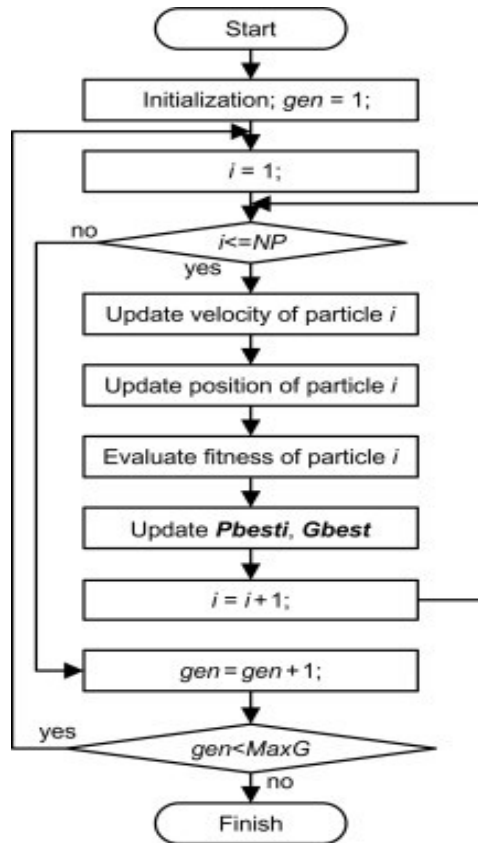 Start
Initialization; gen = 1;
i = 1;
no
i<=NP
yes
Update velocity of particle i
Update position of particle i
Evaluate fitness of particle i
Update Pbesti, Gbest
i = i+1;
gen = gen + 1;
yes
gen<MaxG
no
Finish